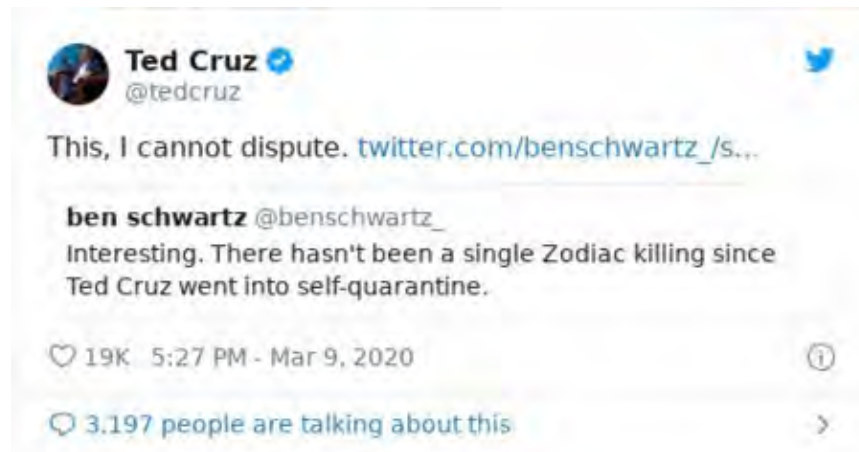 Ted Cruz
@tedcruz
This, I cannot dispute. twitter.com/benschwartz_/s...
ben schwartz @benschwartz_
Interesting. There hasn't been a single Zodiac killing since
Ted Cruz went into self-quarantine.
19K 5:27 PM - Mar 9, 2020
3,197 people are talking about this